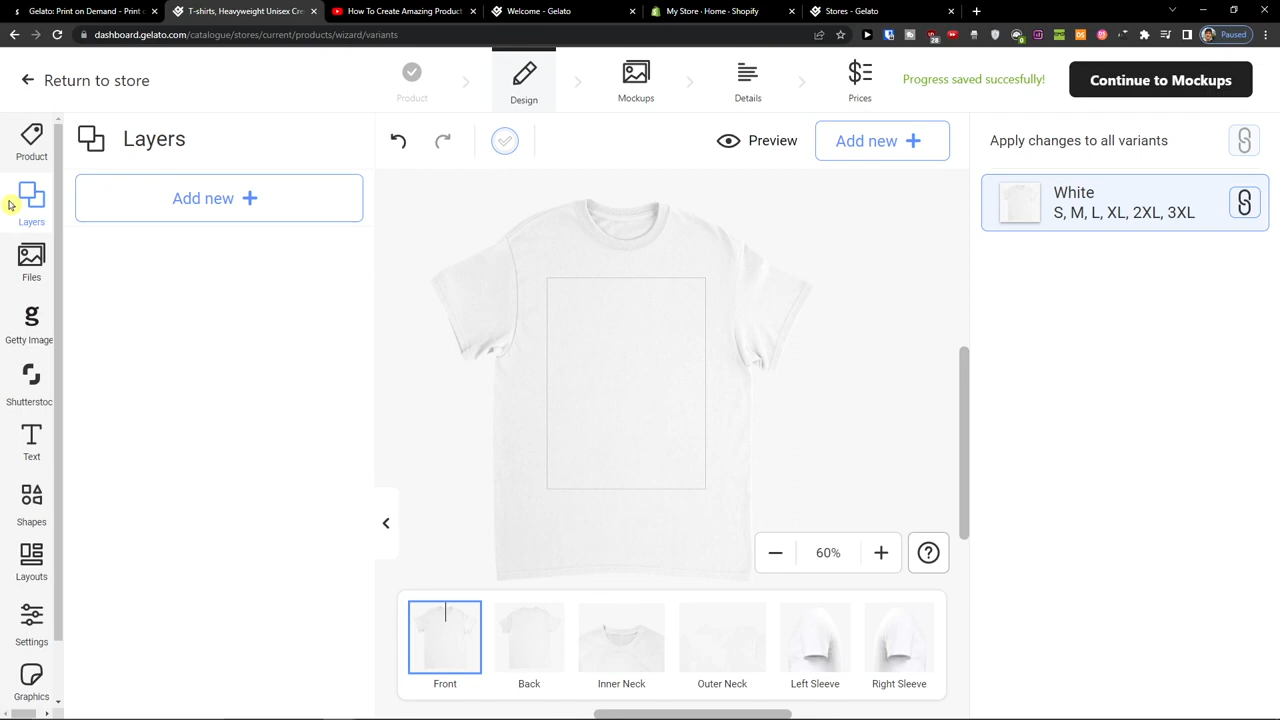 Gelato: Print on Demand - Print
T-shirts, Heavyweight Unisex Cre
How To Create Amazing Product
Welcome - Gelato
My Store · Home · Shopify
Stores - Gelato
dashboard.gelato.com/catalogue/stores/current/products/wizard/variants
28
Paused
Return to store
Product
Design
Mockups
Details
Prices
Progress saved succesfully!
Continue to Mockups
Product
Layers
Files
Getty Image
Shutterstoc
Text
Shapes
Layouts
Settings
Graphics
Layers
Add new
Preview
Add new
Apply changes to all variants
White
S, M, L, XL, 2XL, 3XL
60%
Front
Back
Inner Neck
Outer Neck
Left Sleeve
Right Sleeve